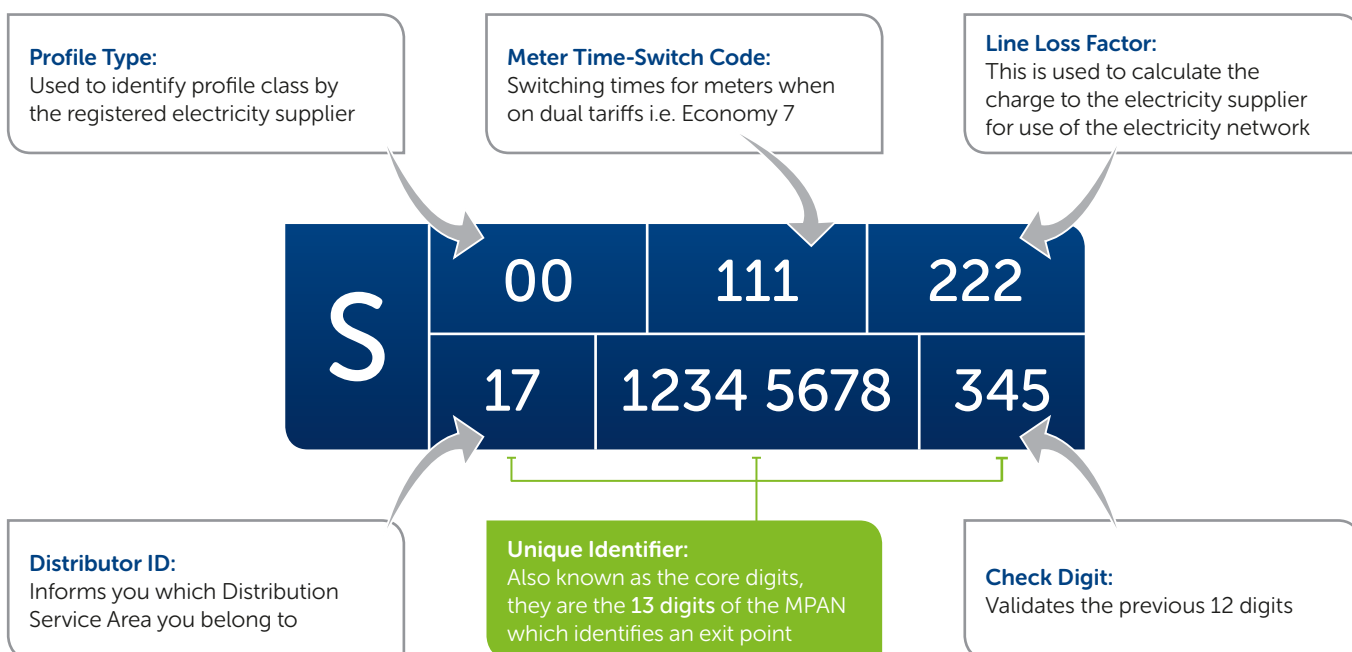 Profile Type:
Used to identify profile class by
the registered electricity supplier
Meter Time-Switch Code:
Switching times for meters when
on dual tariffs i.e. Economy 7
Line Loss Factor:
This is used to calculate the
charge to the electricity supplier
for use of the electricity network
S
00
111
222
17
1234 5678
345
Distributor ID:
Informs you which Distribution
Service Area you belong to
Unique Identifier:
Also known as the core digits,
they are the 13 digits of the MPAN
which identifies an exit point
Check Digit:
Validates the previous 12 digits